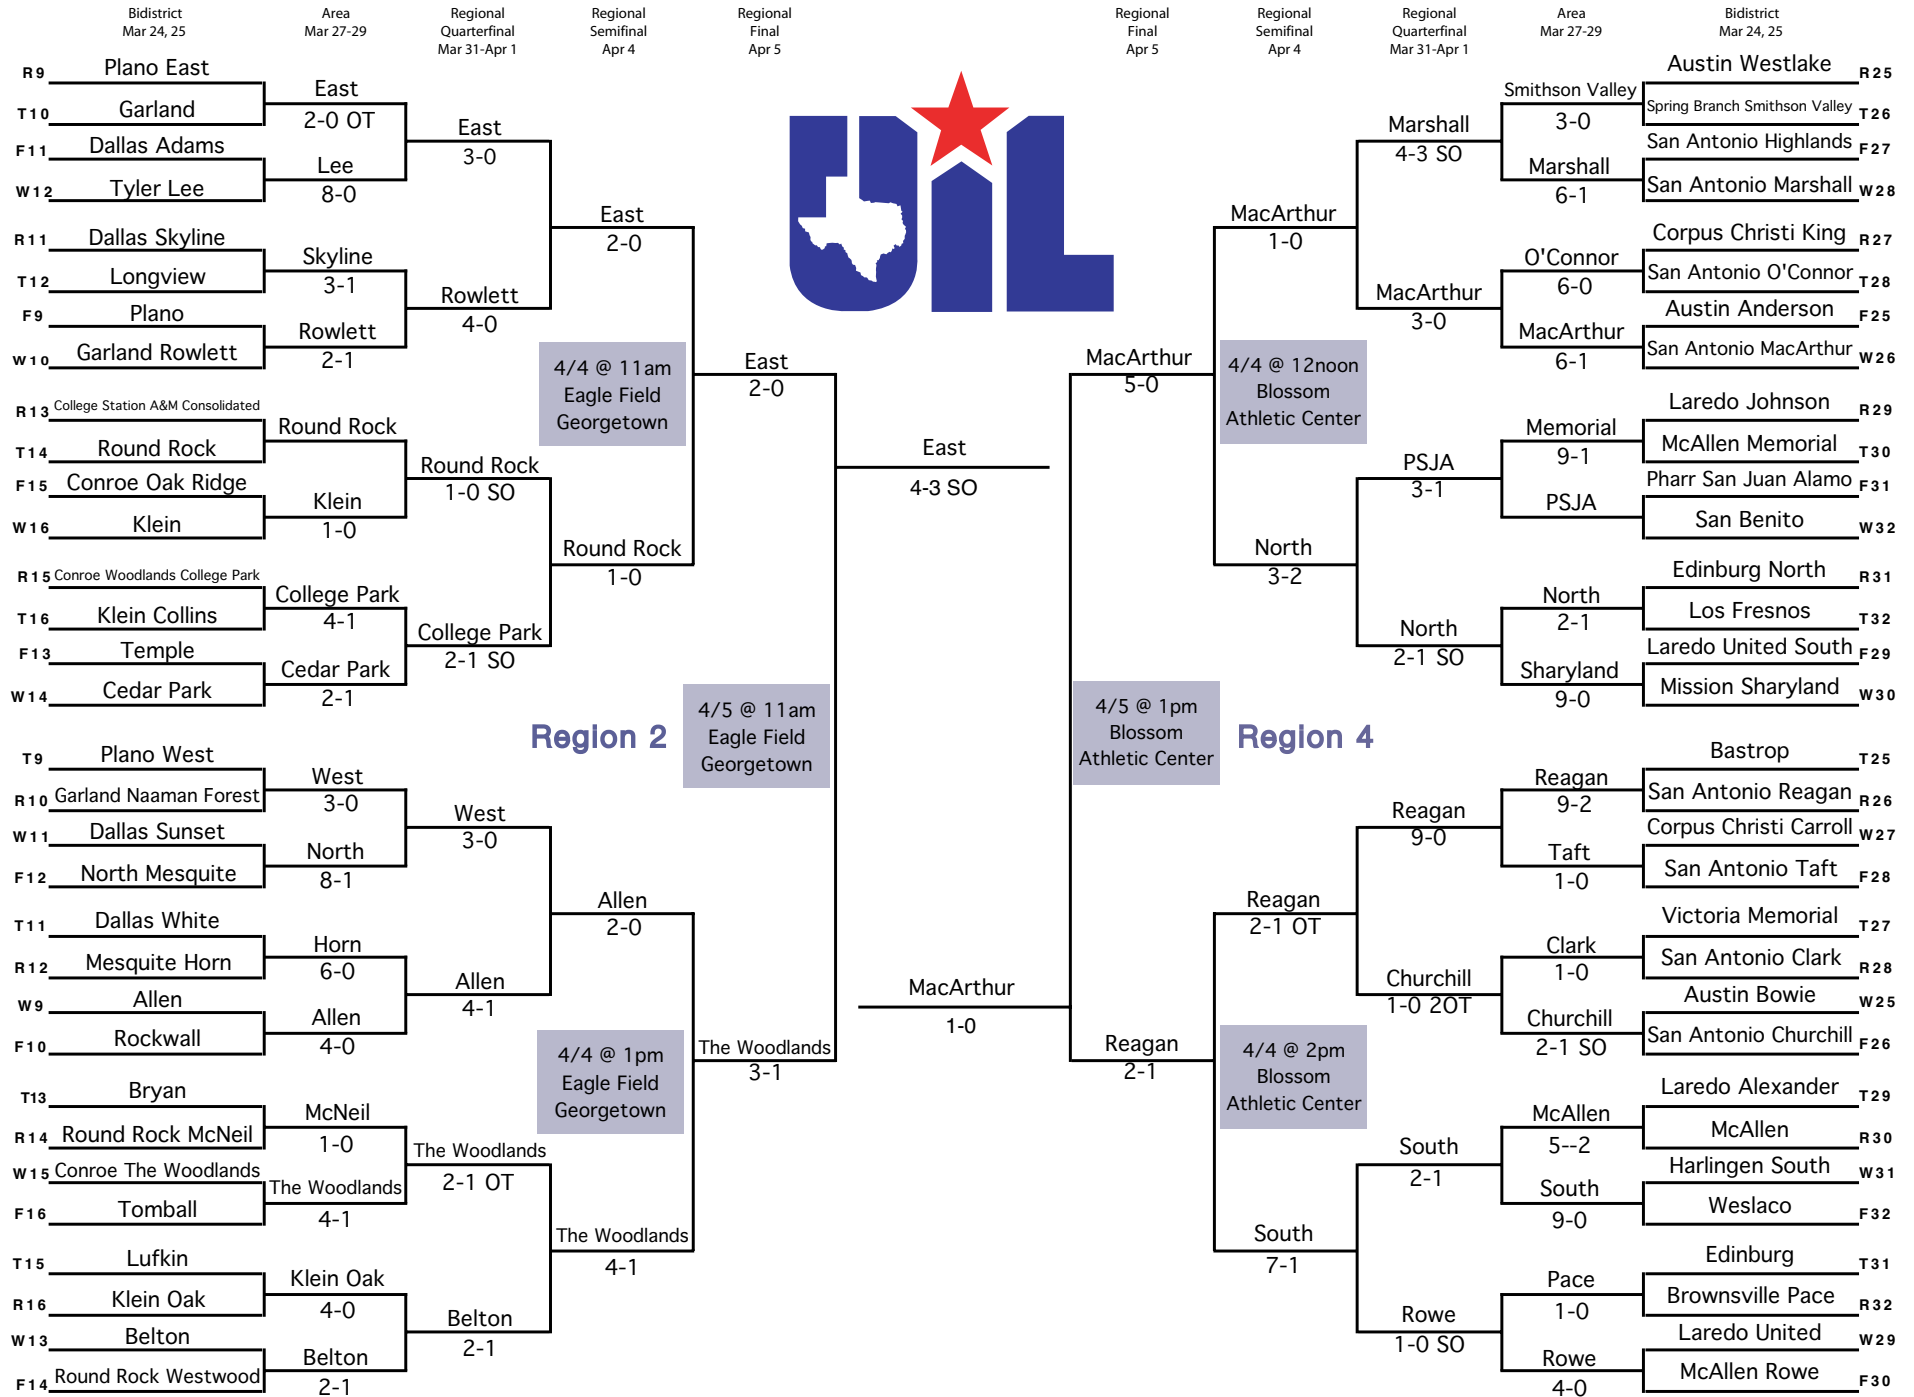 Bidistrict
Mar 24, 25
Area
Mar 27-29
Regional
Quarterfinal
Mar 31-Apr 1
Regional
Semifinal
Apr 4
Regional
Final
Apr 5
Regional
Final
Apr 5
Regional
Semifinal
Apr 4
Regional
Quarterfinal
Mar 31-Apr 1
Area
Mar 27-29
Bidistrict
Mar 24, 25
UIL
R9 Plano East
T10 Garland
F11 Dallas Adams
W12 Tyler Lee
R11 Dallas Skyline
T12 Longview
F9 Plano
W10 Garland Rowlett
R13 College Station A&M Consolidated
T14 Round Rock
F15 Conroe Oak Ridge
W16 Klein
R15 Conroe Woodlands College Park
T16 Klein Collins
F13 Temple
W14 Cedar Park
T9 Plano West
R10 Garland Naaman Forest
W11 Dallas Sunset
F12 North Mesquite
T11 Dallas White
R12 Mesquite Horn
W9 Allen
F10 Rockwall
T13 Bryan
R14 Round Rock McNeil
W15 Conroe The Woodlands
F16 Tomball
T15 Lufkin
R16 Klein Oak
W13 Belton
F14 Round Rock Westwood
East
2-0 OT
Lee
8-0
Skyline
3-1
Rowlett
2-1
Round Rock
Klein
1-0
College Park
4-1
Cedar Park
2-1
West
3-0
North
8-1
Horn
6-0
Allen
4-0
McNeil
1-0
The Woodlands
4-1
Klein Oak
4-0
Belton
2-1
East
3-0
Rowlett
4-0
Round Rock
1-0 SO
College Park
2-1 SO
West
3-0
Allen
4-1
The Woodlands
2-1 OT
Belton
2-1
East
2-0
4/4 @ 11am
Eagle Field
Georgetown
Round Rock
1-0
Region 2
Allen
2-0
4/4 @ 1pm
Eagle Field
Georgetown
The Woodlands
4-1
East
2-0
4/5 @ 11am
Eagle Field
Georgetown
The Woodlands
3-1
East
4-3 SO
MacArthur
1-0
MacArthur
5-0
4/5 @ 1pm
Blossom
Athletic Center
Reagan
2-1
MacArthur
1-0
4/4 @ 12noon
Blossom
Athletic Center
North
3-2
Region 4
Reagan
2-1 OT
4/4 @ 2pm
Blossom
Athletic Center
South
7-1
Marshall
4-3 SO
MacArthur
3-0
PSJA
3-1
North
2-1 SO
Reagan
9-0
Churchill
1-0 2OT
South
2-1
Rowe
1-0 SO
Smithson Valley
3-0
Marshall
6-1
O'Connor
6-0
MacArthur
6-1
Memorial
9-1
PSJA
North
2-1
Sharyland
9-0
Reagan
9-2
Taft
1-0
Clark
1-0
Churchill
2-1 SO
McAllen
5--2
South
9-0
Pace
1-0
Rowe
4-0
Austin Westlake R25
Spring Branch Smithson Valley T26
San Antonio Highlands F27
San Antonio Marshall W28
Corpus Christi King R27
San Antonio O'Connor T28
Austin Anderson F25
San Antonio MacArthur W26
Laredo Johnson R29
McAllen Memorial T30
Pharr San Juan Alamo F31
San Benito W32
Edinburg North R31
Los Fresnos T32
Laredo United South F29
Mission Sharyland W30
Bastrop T25
San Antonio Reagan R26
Corpus Christi Carroll W27
San Antonio Taft F28
Victoria Memorial T27
San Antonio Clark R28
Austin Bowie W25
San Antonio Churchill F26
Laredo Alexander T29
McAllen R30
Harlingen South W31
Weslaco F32
Edinburg T31
Brownsville Pace R32
Laredo United W29
McAllen Rowe F30